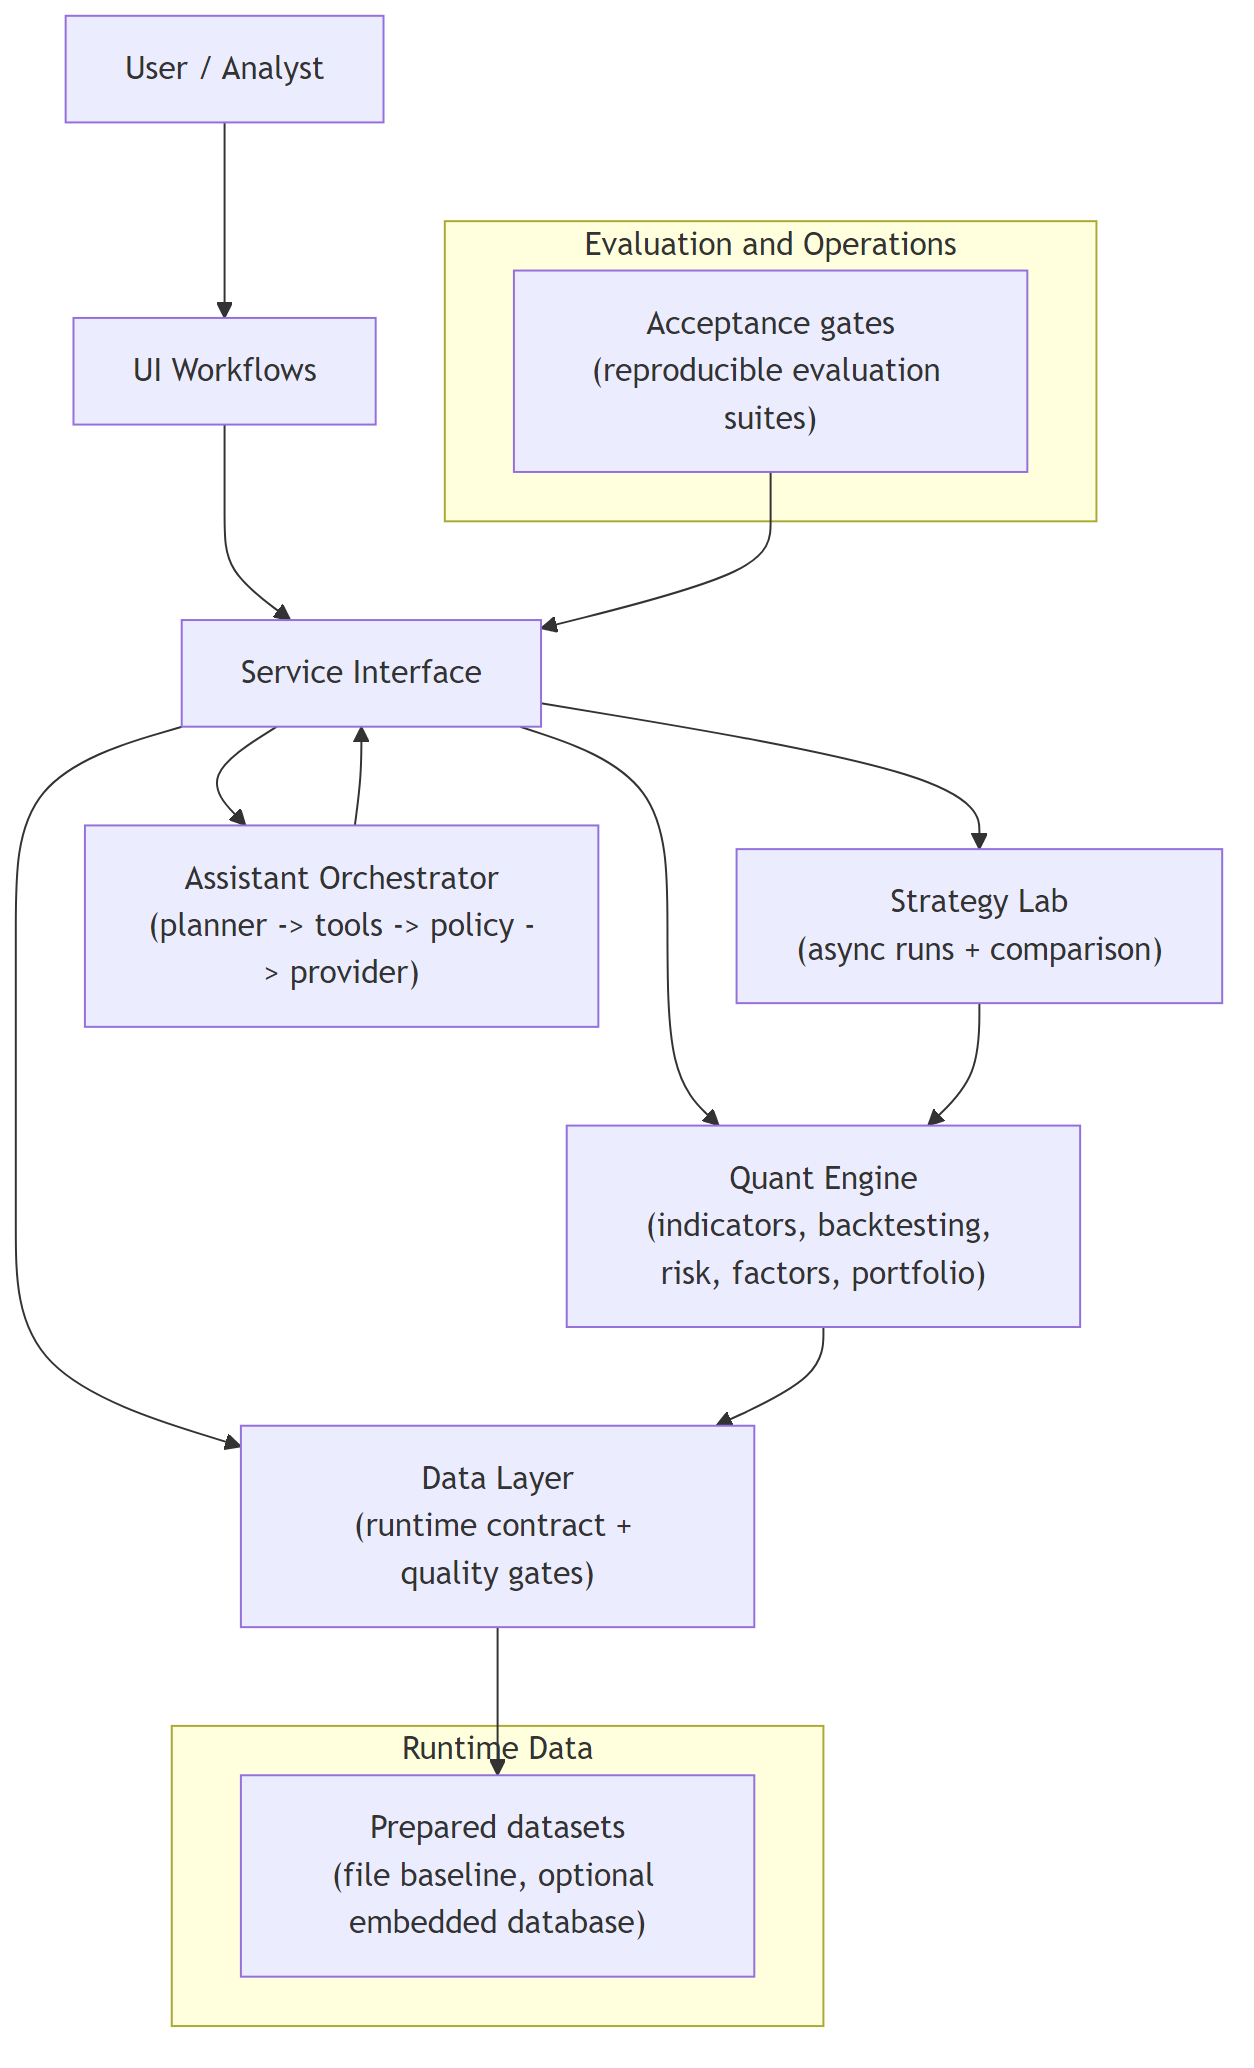 User / Analyst
Evaluation and Operations
Acceptance gates
(reproducible evaluation
suites)
UI Workflows
Service Interface
Assistant Orchestrator
(planner -> tools -> policy -
> provider)
Strategy Lab
(async runs + comparison)
Quant Engine
(indicators, backtesting,
risk, factors, portfolio)
Data Layer
(runtime contract +
quality gates)
Runtime Data
Prepared datasets
(file baseline, optional
embedded database)